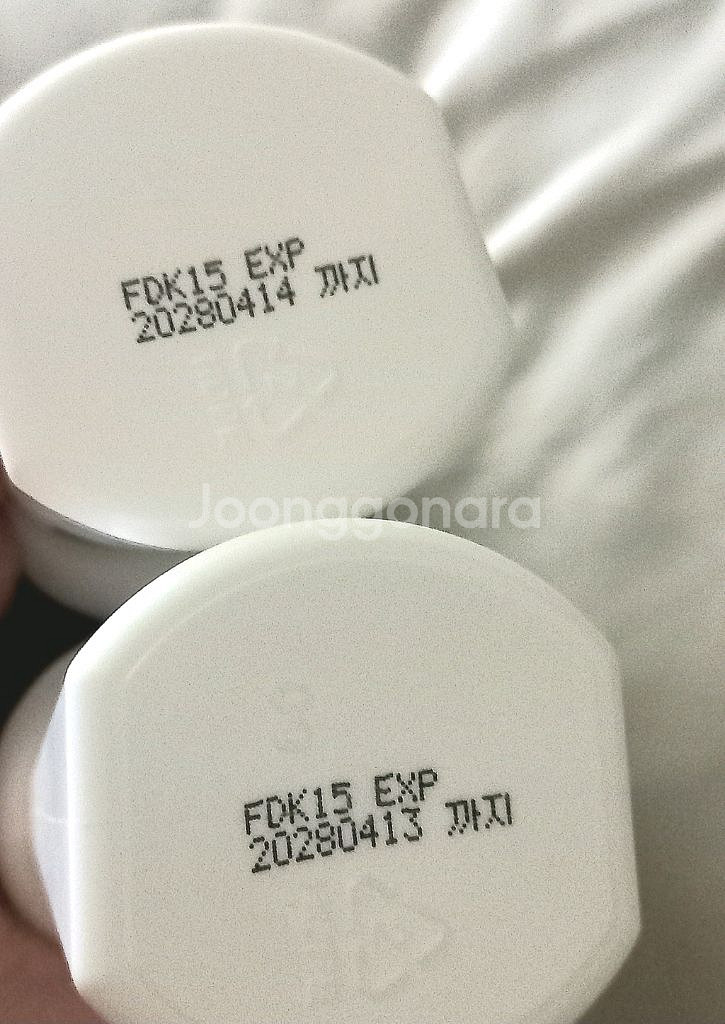 FDK15 EXP
20280414 까지
Joonggonara
FDK15 EXP
20280413 까지